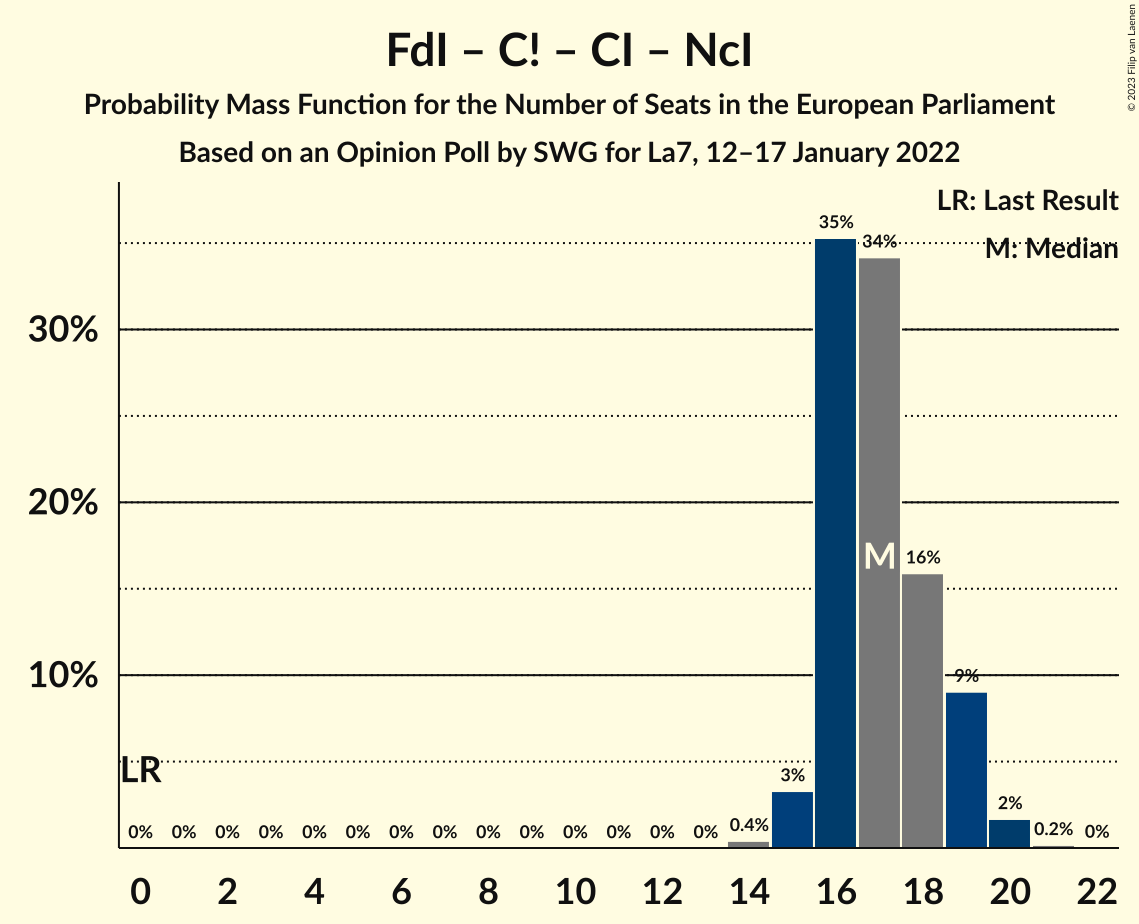 FdI – C! – CI – NcI
Probability Mass Function for the Number of Seats in the European Parliament
Based on an Opinion Poll by SWG for La7, 12–17 January 2022
© 2023 Filip van Laenen
LR: Last Result
M: Median
35%
34%
30%
20%
M
16%
10%
9%
LR
3%
2%
0% 0% 0% 0% 0% 0% 0% 0% 0% 0% 0% 0% 0% 0% 0.4% 0.2% 0%
0 2 4 6 8 10 12 14 16 18 20 22